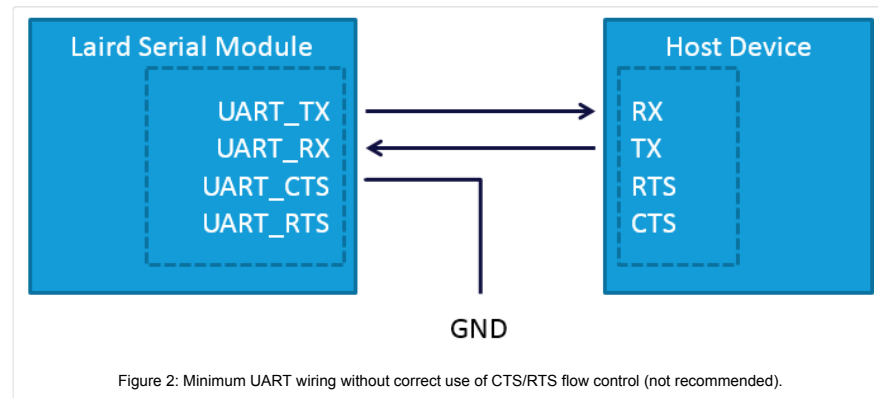 Laird Serial Module
Host Device
UART_TX
RX
UART_RX
TX
UART_CTS
RTS
UART_RTS
CTS
GND
Figure 2: Minimum UART wiring without correct use of CTS/RTS flow control (not recommended).